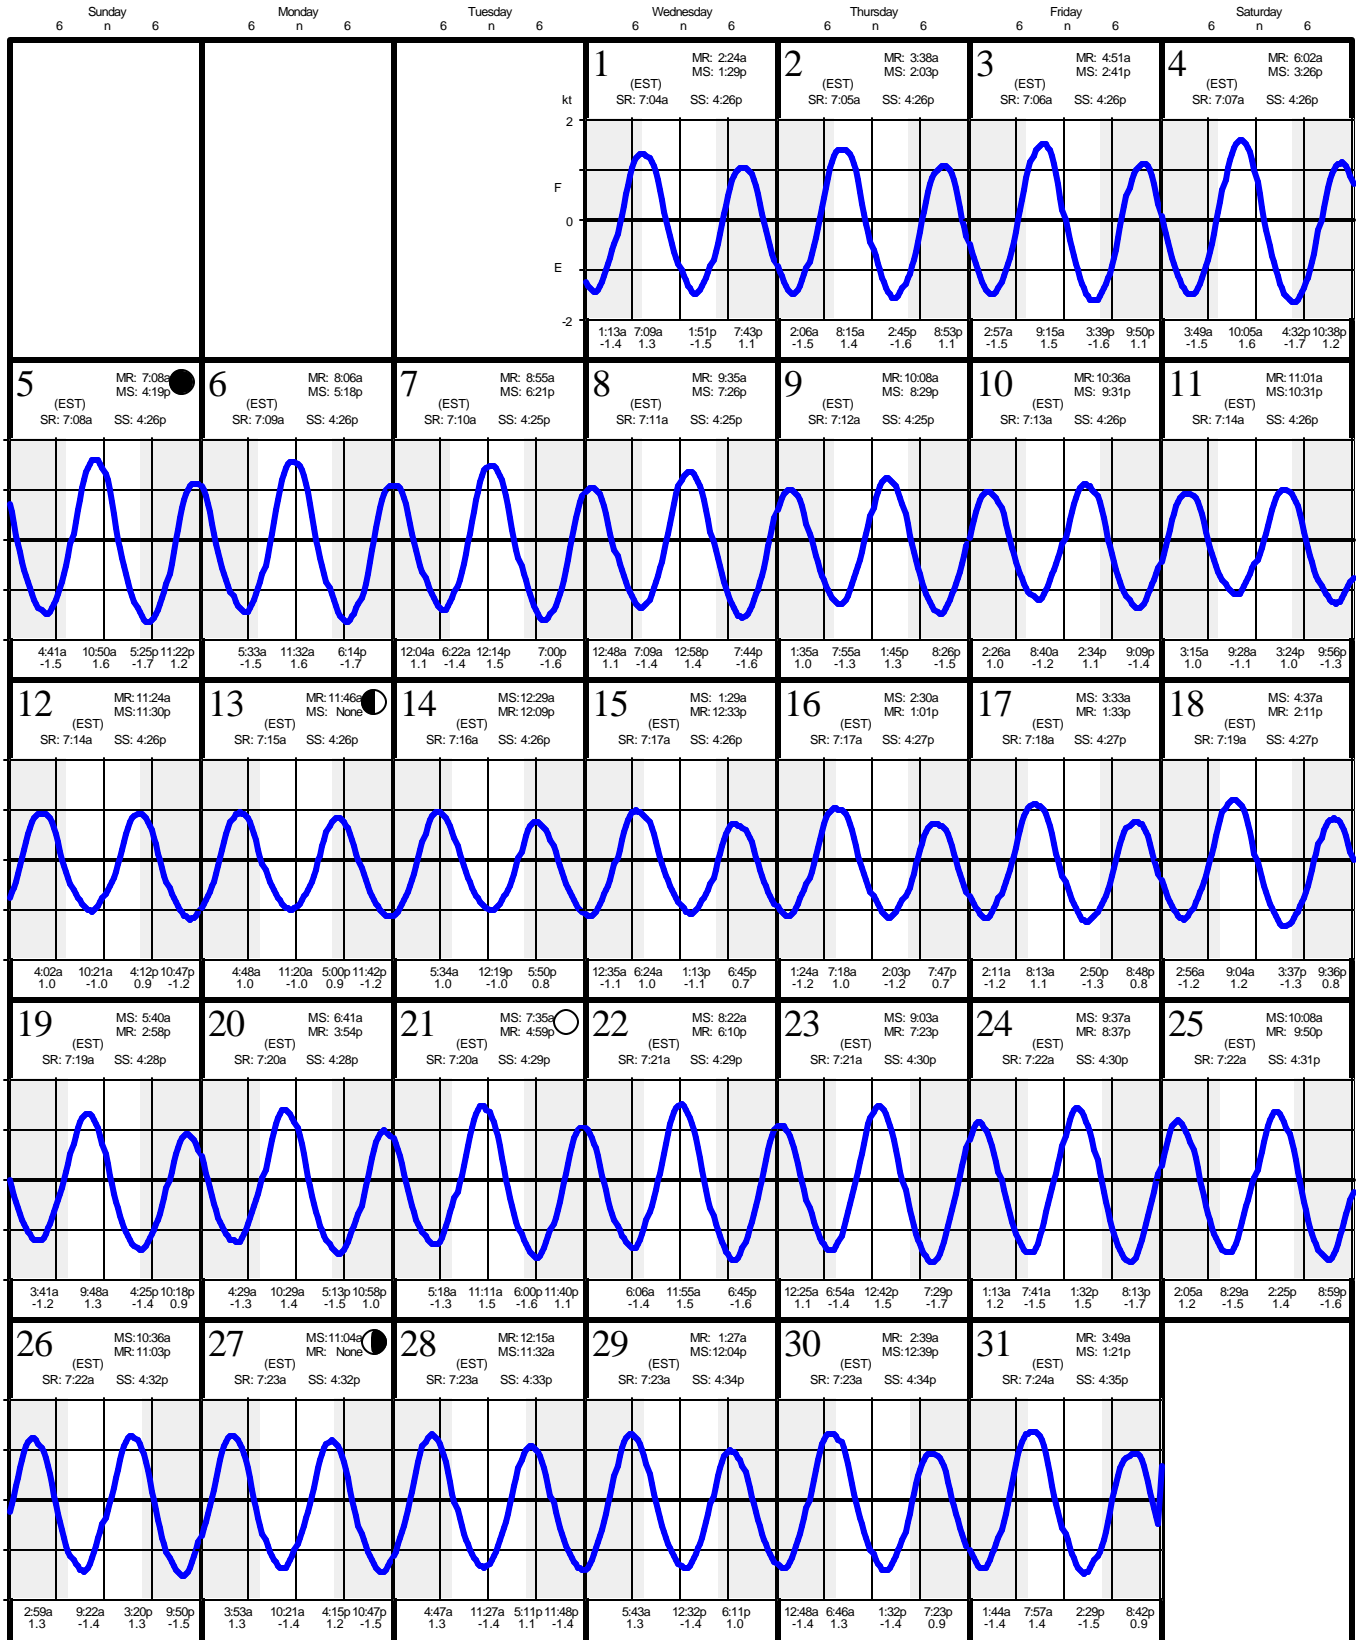 Sunday Monday Tuesday Wednesday Thursday Friday Saturday
6 n 6 6 n 6 6 n 6 6 n 6 6 n 6 6 n 6 6 n 6
1 MR: 2:24a 2 MR: 3:38a 3 MR: 4:51a 4 MR: 6:02a
MS: 1:29p MS: 2:03p MS: 2:41p MS: 3:26p
(EST) (EST) (EST) (EST)
kt SR: 7:04a SS: 4:26p SR: 7:05a SS: 4:26p SR: 7:06a SS: 4:26p SR: 7:07a SS: 4:26p
2
F
0
E
-2
1:13a 7:09a 1:51p 7:43p 2:06a 8:15a 2:45p 8:53p 2:57a 9:15a 3:39p 9:50p 3:49a 10:05a 4:32p 10:38p
-1.4 1.3 -1.5 1.1 -1.5 1.4 -1.6 1.1 -1.5 1.5 -1.6 1.1 -1.5 1.6 -1.7 1.2
5 MR: 7:08a 6 MR: 8:06a 7 MR: 8:55a 8 MR: 9:35a 9 MR:10:08a 10 MR:10:36a 11 MR:11:01a
MS: 4:19p MS: 5:18p MS: 6:21p MS: 7:26p MS: 8:29p MS: 9:31p MS:10:31p
(EST) (EST) (EST) (EST) (EST) (EST) (EST)
SR: 7:08a SS: 4:26p SR: 7:09a SS: 4:26p SR: 7:10a SS: 4:25p SR: 7:11a SS: 4:25p SR: 7:12a SS: 4:25p SR: 7:13a SS: 4:26p SR: 7:14a SS: 4:26p
4:41a 10:50a 5:25p 11:22p 5:33a 11:32a 6:14p 12:04a 6:22a 12:14p 7:00p 12:48a 7:09a 12:58p 7:44p 1:35a 7:55a 1:45p 8:26p 2:26a 8:40a 2:34p 9:09p 3:15a 9:28a 3:24p 9:56p
-1.5 1.6 -1.7 1.2 -1.5 1.6 -1.7 1.1 -1.4 1.5 -1.6 1.1 -1.4 1.4 -1.6 1.0 -1.3 1.3 -1.5 1.0 -1.2 1.1 -1.4 1.0 -1.1 1.0 -1.3
12 MR:11:24a 13 MR:11:46a 14 MS:12:29a 15 MS: 1:29a 16 MS: 2:30a 17 MS: 3:33a 18 MS: 4:37a
MS:11:30p MS: None MR:12:09p MR:12:33p MR: 1:01p MR: 1:33p MR: 2:11p
(EST) (EST) (EST) (EST) (EST) (EST) (EST)
SR: 7:14a SS: 4:26p SR: 7:15a SS: 4:26p SR: 7:16a SS: 4:26p SR: 7:17a SS: 4:26p SR: 7:17a SS: 4:27p SR: 7:18a SS: 4:27p SR: 7:19a SS: 4:27p
4:02a 10:21a 4:12p 10:47p 4:48a 11:20a 5:00p 11:42p 5:34a 12:19p 5:50p 12:35a 6:24a 1:13p 6:45p 1:24a 7:18a 2:03p 7:47p 2:11a 8:13a 2:50p 8:48p 2:56a 9:04a 3:37p 9:36p
1.0 -1.0 0.9 -1.2 1.0 -1.0 0.9 -1.2 1.0 -1.0 0.8 -1.1 1.0 -1.1 0.7 -1.2 1.0 -1.2 0.7 -1.2 1.1 -1.3 0.8 -1.2 1.2 -1.3 0.8
19 MS: 5:40a 20 MS: 6:41a 21 MS: 7:35a 22 MS: 8:22a 23 MS: 9:03a 24 MS: 9:37a 25 MS:10:08a
MR: 2:58p MR: 3:54p MR: 4:59p MR: 6:10p MR: 7:23p MR: 8:37p MR: 9:50p
(EST) (EST) (EST) (EST) (EST) (EST) (EST)
SR: 7:19a SS: 4:28p SR: 7:20a SS: 4:28p SR: 7:20a SS: 4:29p SR: 7:21a SS: 4:29p SR: 7:21a SS: 4:30p SR: 7:22a SS: 4:30p SR: 7:22a SS: 4:31p
3:41a 9:48a 4:25p 10:18p 4:29a 10:29a 5:13p 10:58p 5:18a 11:11a 6:00p 11:40p 6:06a 11:55a 6:45p 12:25a 6:54a 12:42p 7:29p 1:13a 7:41a 1:32p 8:13p 2:05a 8:29a 2:25p 8:59p
-1.2 1.3 -1.4 0.9 -1.3 1.4 -1.5 1.0 -1.3 1.5 -1.6 1.1 -1.4 1.5 -1.6 1.1 -1.4 1.5 -1.7 1.2 -1.5 1.5 -1.7 1.2 -1.5 1.4 -1.6
26 MS:10:36a 27 MS:11:04a 28 MR:12:15a 29 MR: 1:27a 30 MR: 2:39a 31 MR: 3:49a
MR:11:03p MR: None MS:11:32a MS:12:04p MS:12:39p MS: 1:21p
(EST) (EST) (EST) (EST) (EST) (EST)
SR: 7:22a SS: 4:32p SR: 7:23a SS: 4:32p SR: 7:23a SS: 4:33p SR: 7:23a SS: 4:34p SR: 7:23a SS: 4:34p SR: 7:24a SS: 4:35p
2:59a 9:22a 3:20p 9:50p 3:53a 10:21a 4:15p 10:47p 4:47a 11:27a 5:11p 11:48p 5:43a 12:32p 6:11p 12:48a 6:46a 1:32p 7:23p 1:44a 7:57a 2:29p 8:42p
1.3 -1.4 1.3 -1.5 1.3 -1.4 1.2 -1.5 1.3 -1.4 1.1 -1.4 1.3 -1.4 1.0 -1.4 1.3 -1.4 0.9 -1.4 1.4 -1.5 0.9